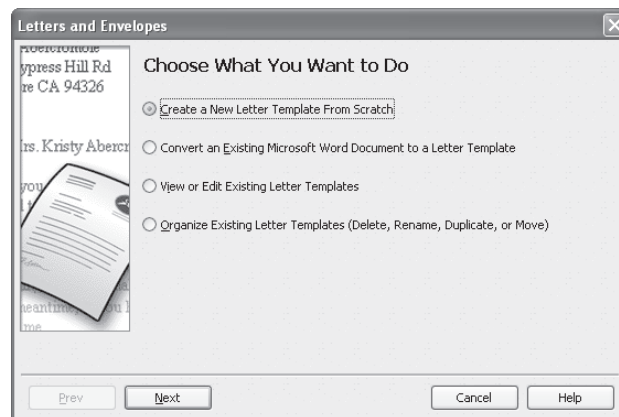 Letters and Envelopes
ypress Hill Rd
re CA 94326
rs. Kristy Abercr
you
Choose What You Want to Do
Create a New Letter Template From Scratch
Convert an Existing Microsoft Word Document to a Letter Template
View or Edit Existing Letter Templates
Organize Existing Letter Templates (Delete, Rename, Duplicate, or Move)
Prev
Next
Cancel
Help